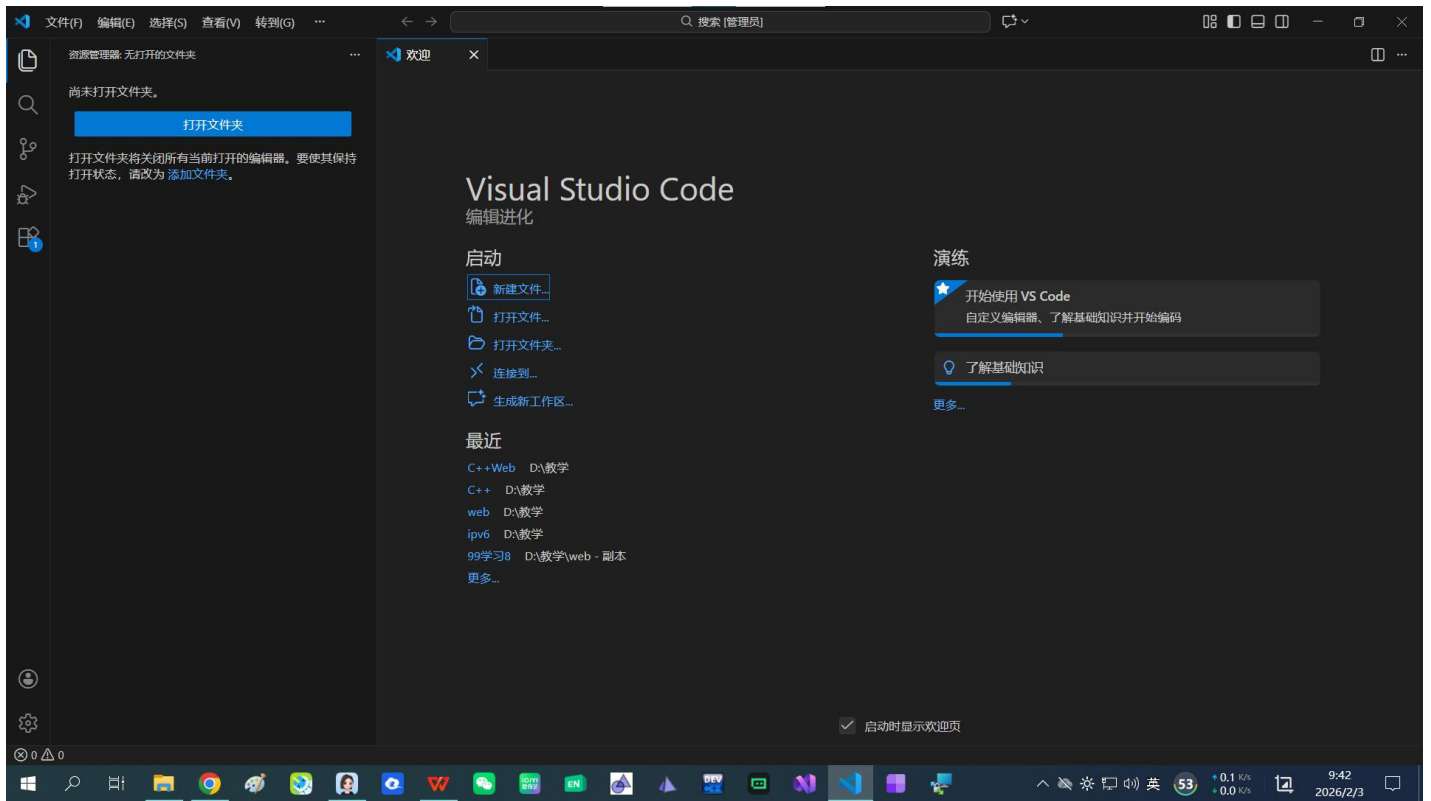 文件(F) 编辑(E) 选择(S) 查看(V) 转到(G) ··· 搜索 [管理员]
资源管理器: 无打开的文件夹 ···
欢迎
尚未打开文件夹。
打开文件夹
打开文件夹将关闭所有当前打开的编辑器。要使其保持
打开状态，请改为 添加文件夹。
1
Visual Studio Code
编辑进化
启动
新建文件...
打开文件...
打开文件夹...
连接到...
生成新工作区...
最近
C++Web D:\教学
C++ D:\教学
web D:\教学
ipv6 D:\教学
99学习8 D:\教学\web - 副本
更多...
演练
开始使用 VS Code
自定义编辑器、了解基础知识并开始编码
了解基础知识
更多...
启动时显示欢迎页
0 0
EN
DEV
英
53
0.1 K/s
0.0 K/s
9:42
2026/2/3